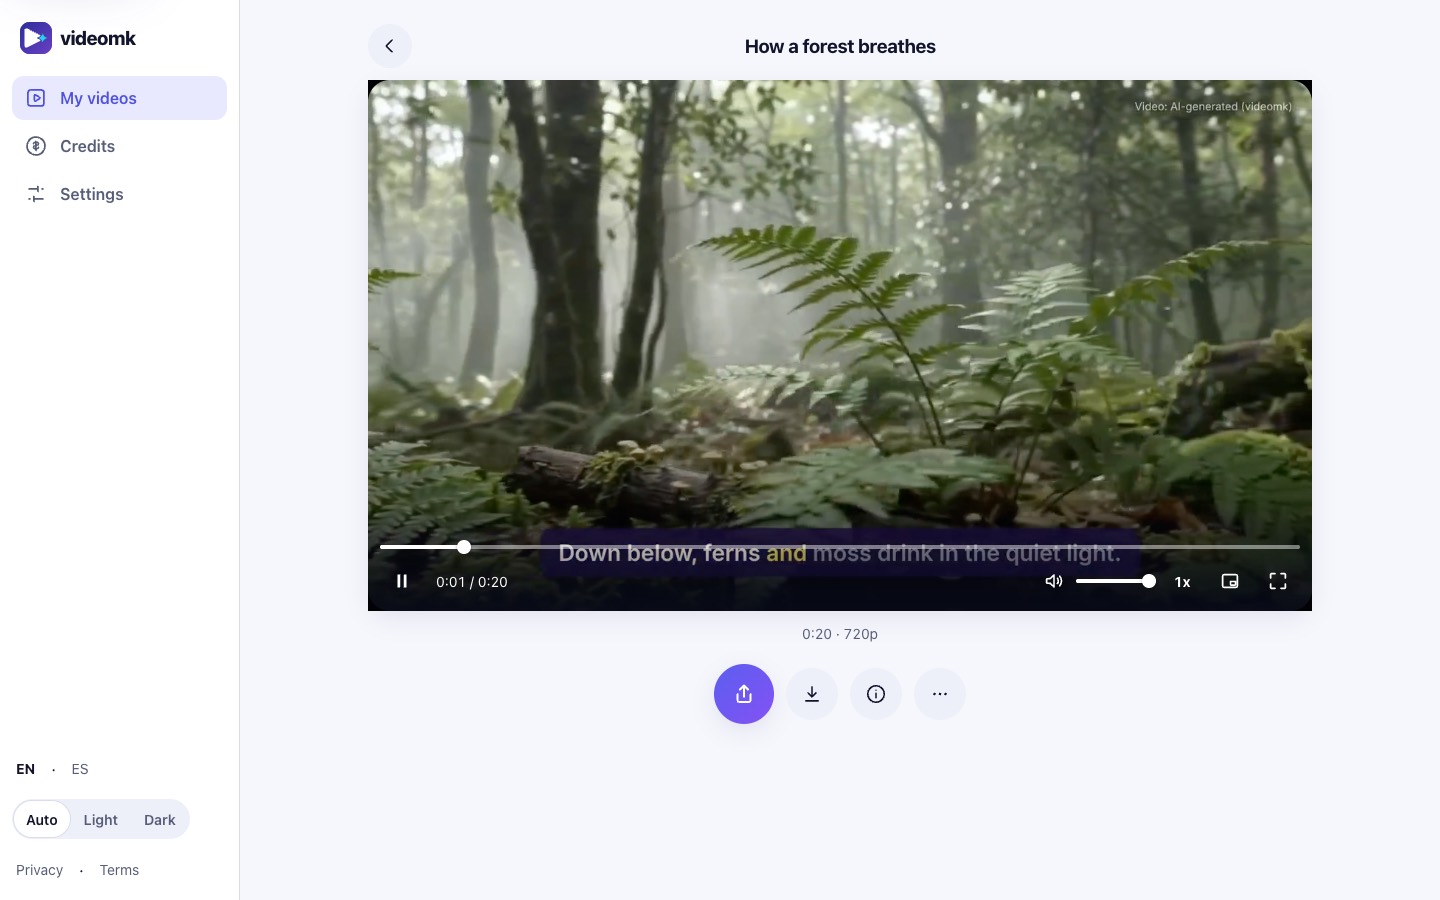 videomk
My videos
Credits
Settings
How a forest breathes
Video: AI-generated (videomk)
Down below, ferns and moss drink in the quiet light.
0:01 / 0:20
1x
0:20 · 720p
EN · ES
Auto Light Dark
Privacy · Terms